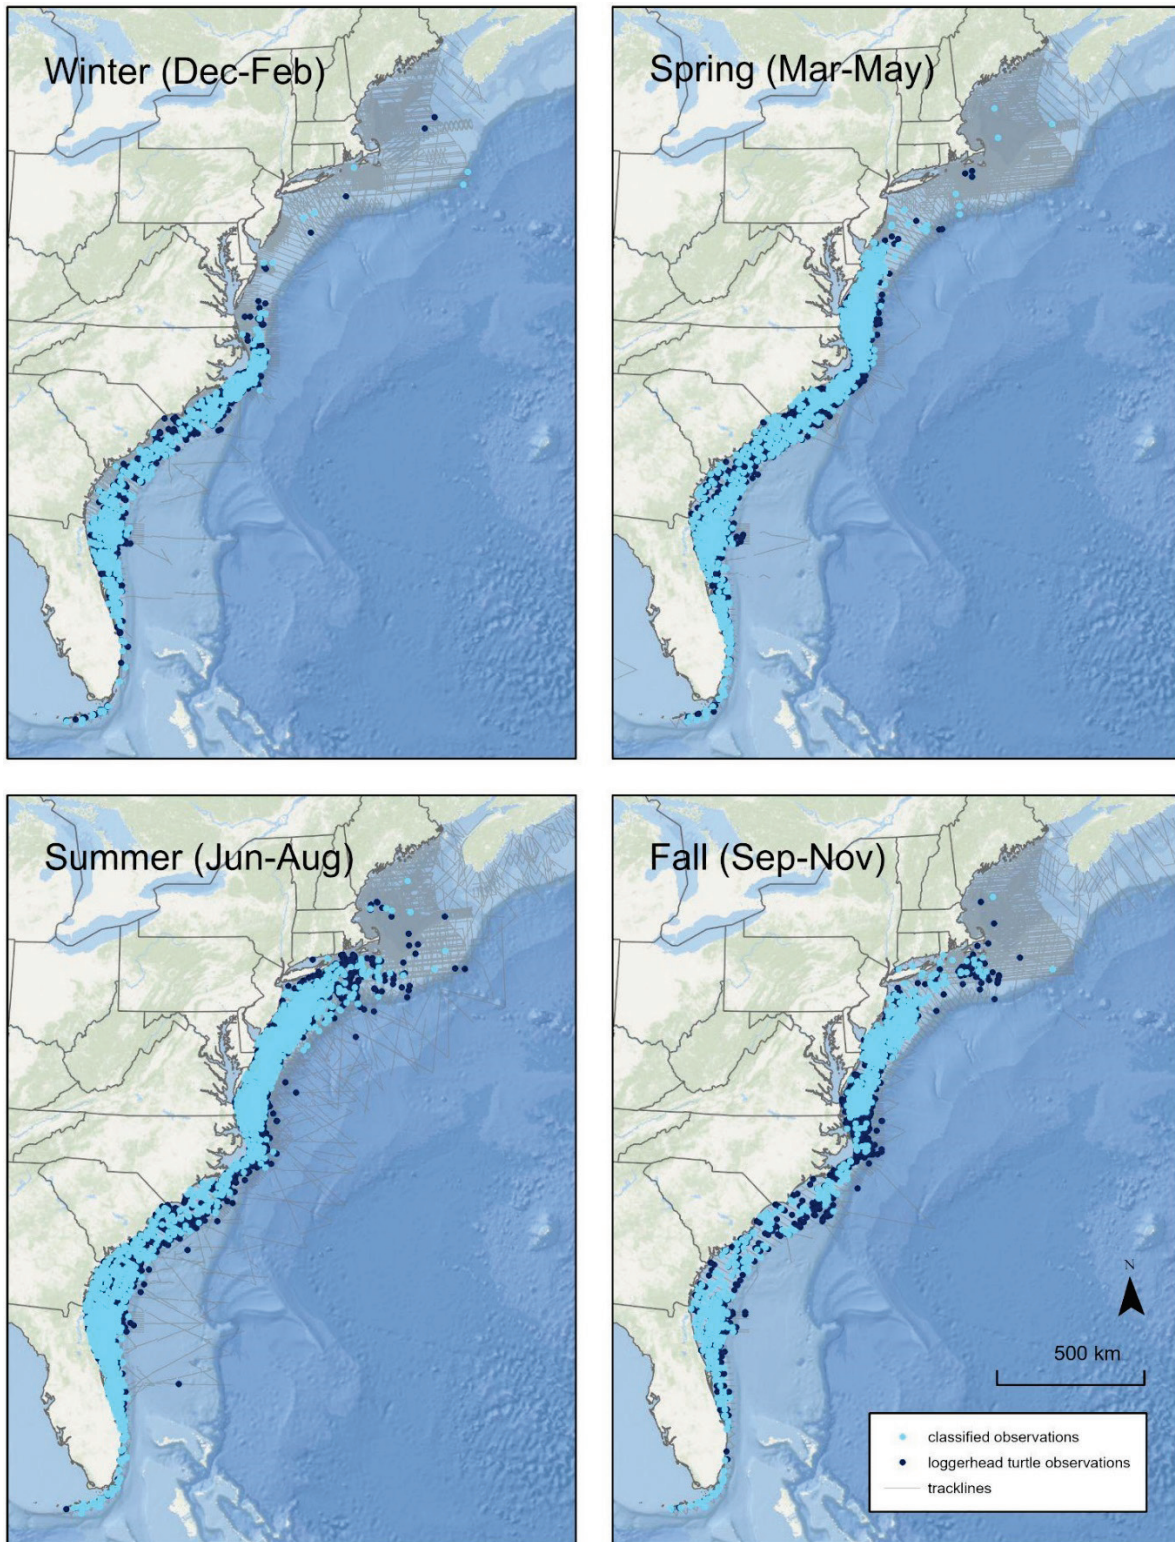 Winter (Dec-Feb)
Spring (Mar-May)
Summer (Jun-Aug)
Fall (Sep-Nov)
N
500 km
classified observations
loggerhead turtle observations
tracklines